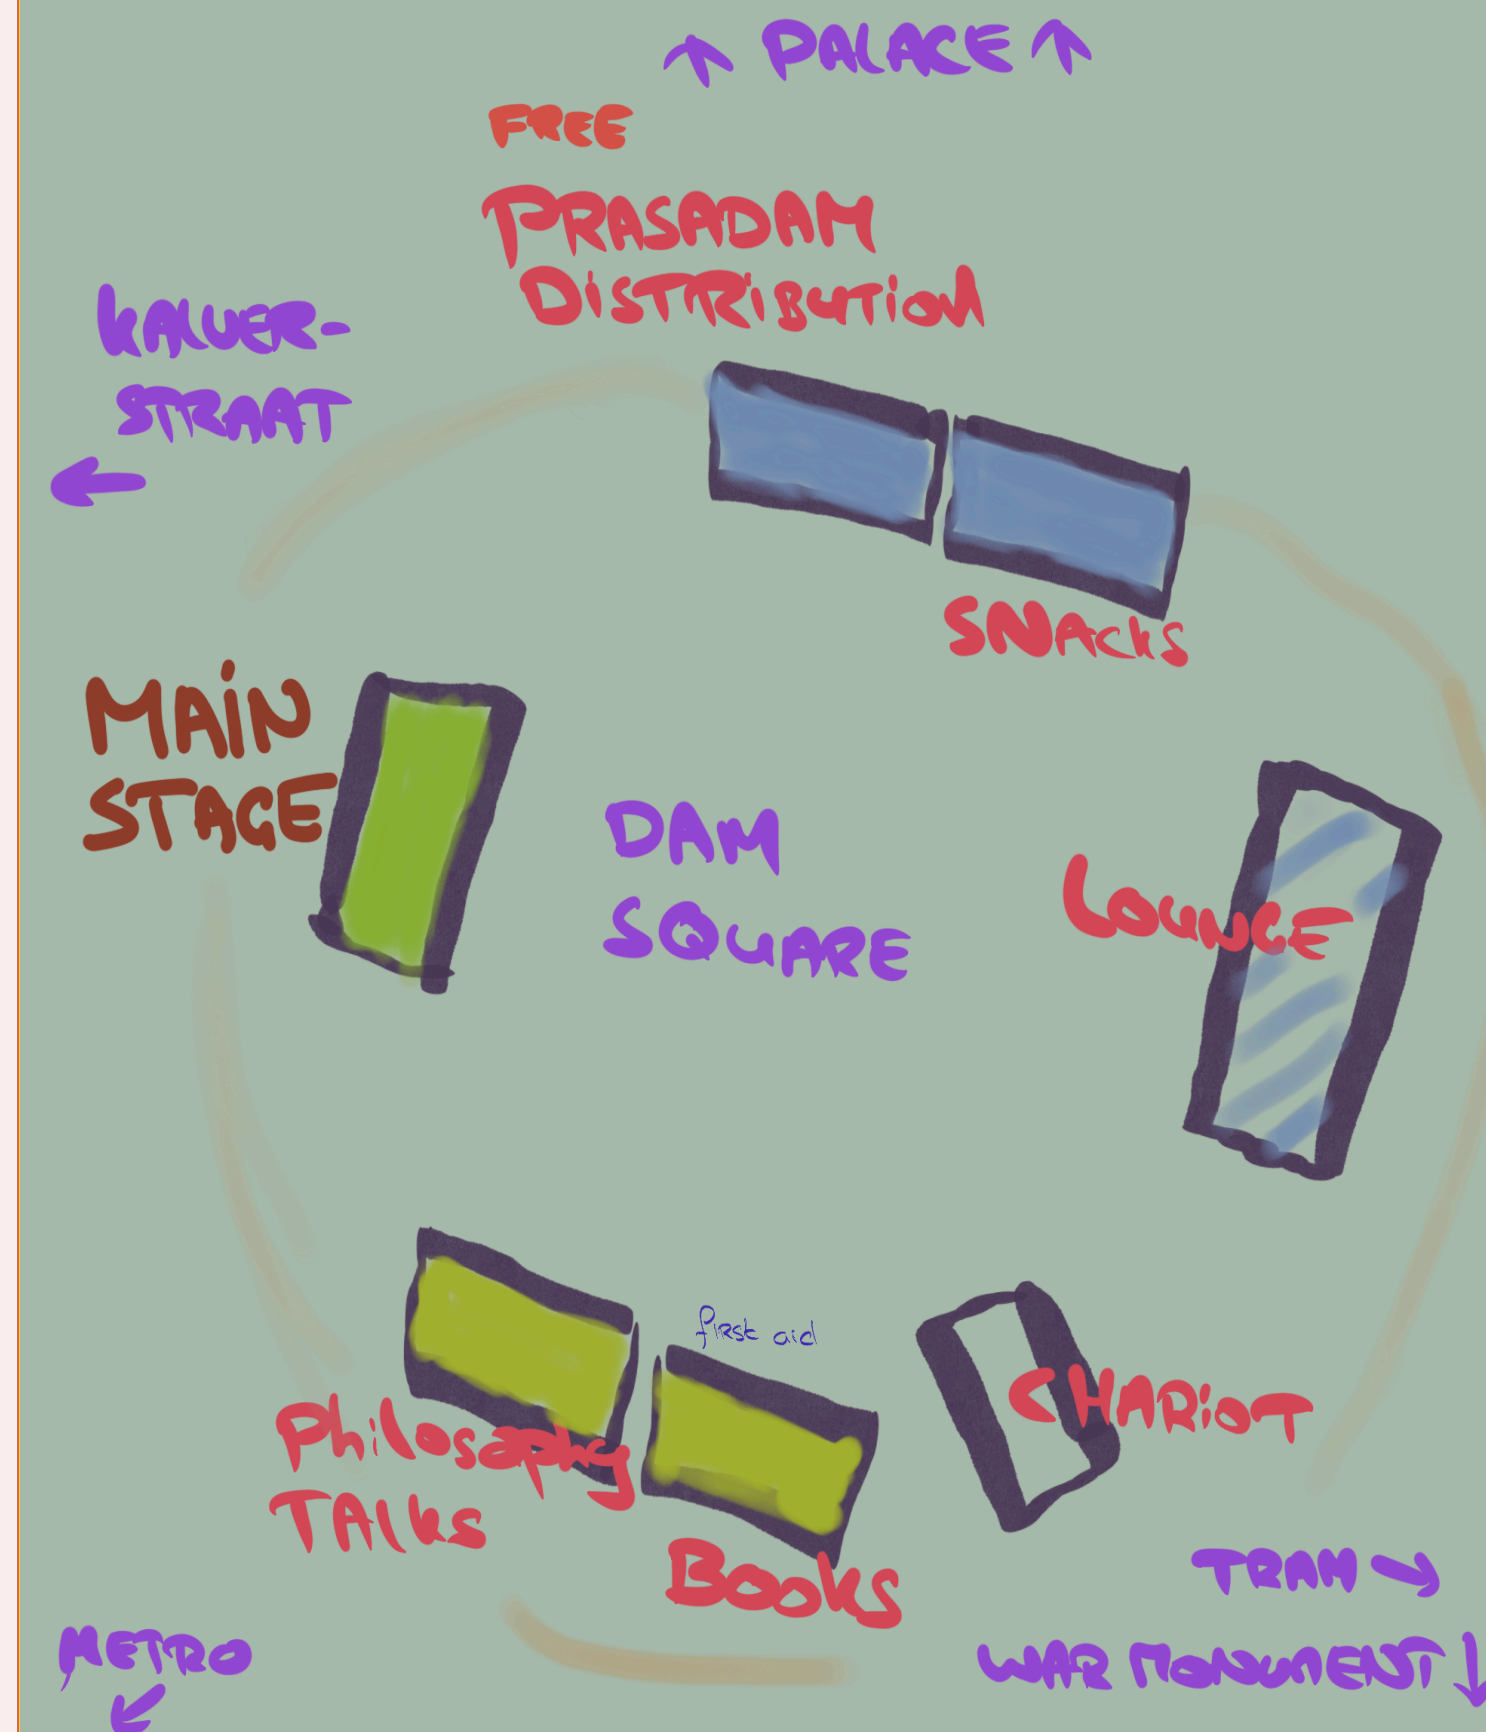 ↑ PALACE ↑
FREE
PRASADAM
DiSTRiBUTiON
KALVER-
STRAAT
←
SNAcks
MAiN
STAGE
DAM
SQUARE
LOUNGE
first aid
CHARioT
Philosophy
TAlks
Books
TRAM →
METRO
↙
WAR MONUMENT ↓